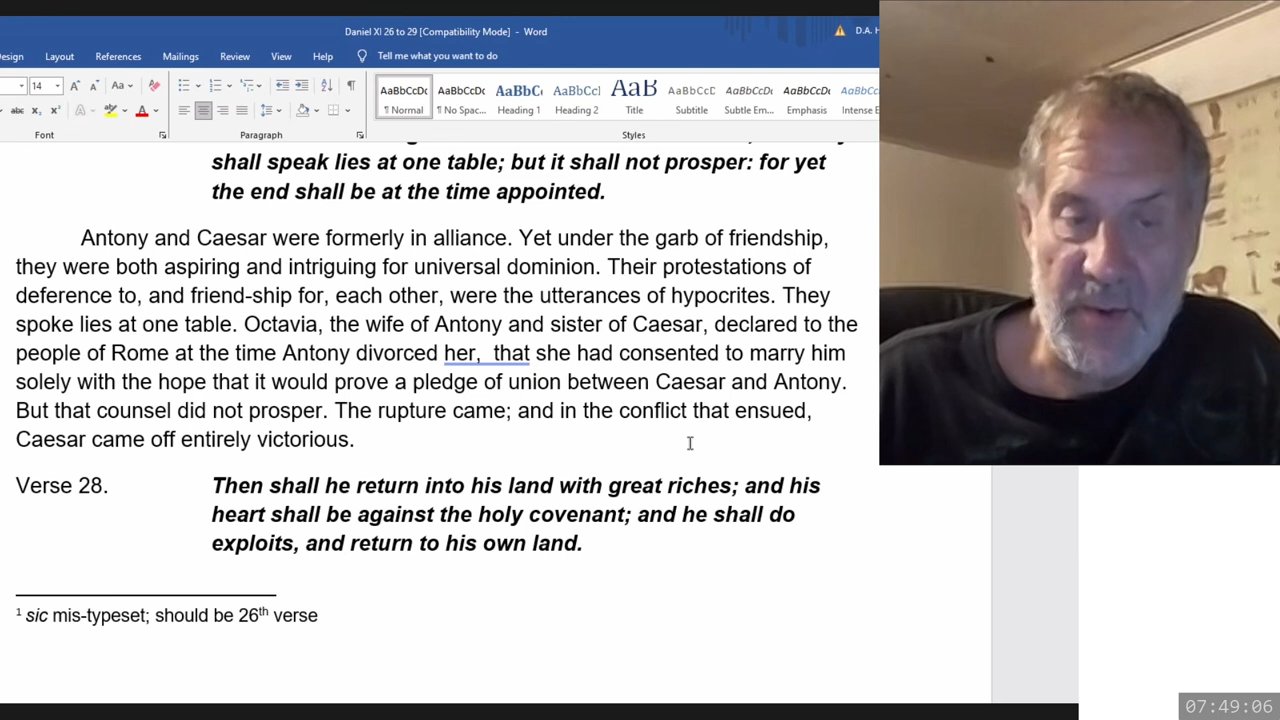 Daniel XI 26 to 29 [Compatibility Mode] - Word
D.A. H
esign Layout References Mailings Review View Help Tell me what you want to do
14 Aa
AaBbCcDc AaBbCcDc AaBbC AaBbCcI AaB AaBbCcD AaBbCcDc AaBbCcDc
¶ Normal ¶ No Spac... Heading 1 Heading 2 Title Subtitle Subtle Em... Emphasis Intense E
Font Paragraph Styles
shall speak lies at one table; but it shall not prosper: for yet
the end shall be at the time appointed.
Antony and Caesar were formerly in alliance. Yet under the garb of friendship,
they were both aspiring and intriguing for universal dominion. Their protestations of
deference to, and friend-ship for, each other, were the utterances of hypocrites. They
spoke lies at one table. Octavia, the wife of Antony and sister of Caesar, declared to the
people of Rome at the time Antony divorced her, that she had consented to marry him
solely with the hope that it would prove a pledge of union between Caesar and Antony.
But that counsel did not prosper. The rupture came; and in the conflict that ensued,
Caesar came off entirely victorious.
Verse 28. Then shall he return into his land with great riches; and his
heart shall be against the holy covenant; and he shall do
exploits, and return to his own land.
1 sic mis-typeset; should be 26th verse
07:49:06